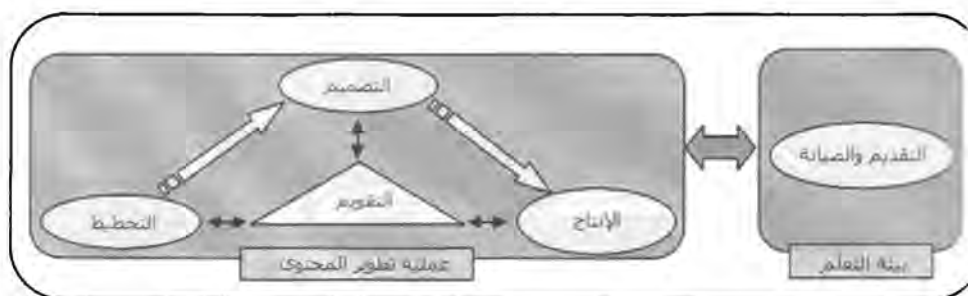 التصميم
التقديم والصيانة
التقويم
التخطيط
الإنتاج
عملية تطوير المحتوى
بيئة التعلم